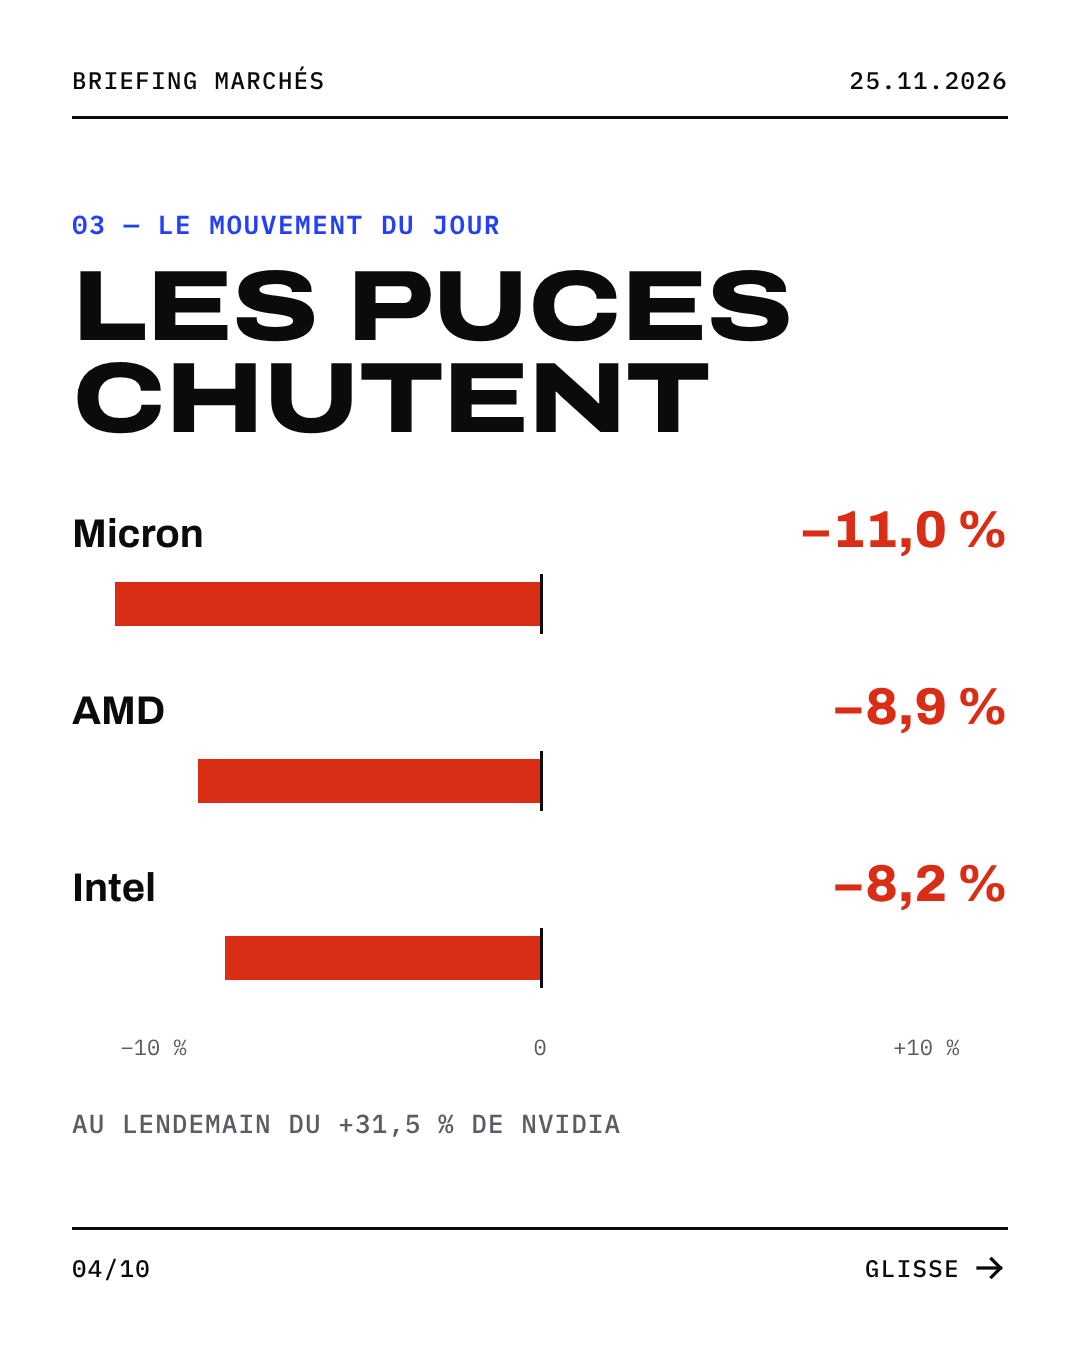 BRIEFING MARCHÉS
25.11.2026
03 — LE MOUVEMENT DU JOUR
LES PUCES
CHUTENT
Micron
−11,0 %
AMD
−8,9 %
Intel
−8,2 %
−10 %
0
+10 %
AU LENDEMAIN DU +31,5 % DE NVIDIA
04/10
GLISSE →